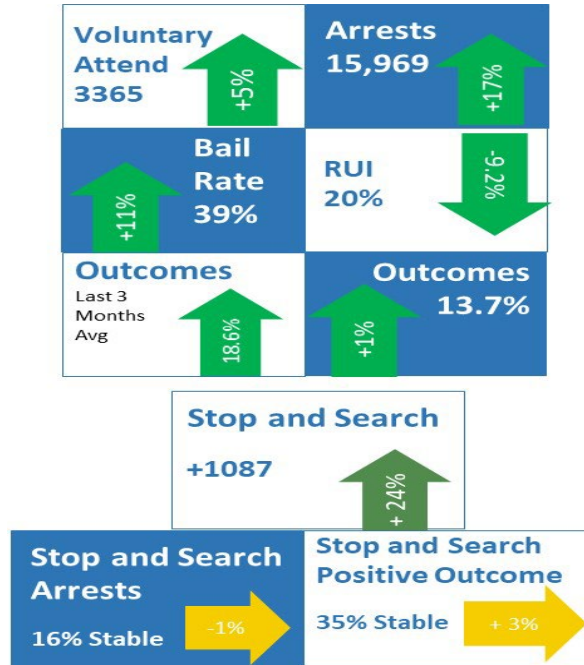 Voluntary
Attend
3365
+5%
Arrests
15,969
+17%
Bail
Rate
39%
+11%
RUI
20%
-9.2%
Outcomes
Last 3
Months
Avg
18.6%
Outcomes
13.7%
+1%
Stop and Search
+1087
+ 24%
Stop and Search
Arrests
16% Stable
-1%
Stop and Search
Positive Outcome
35% Stable
+ 3%